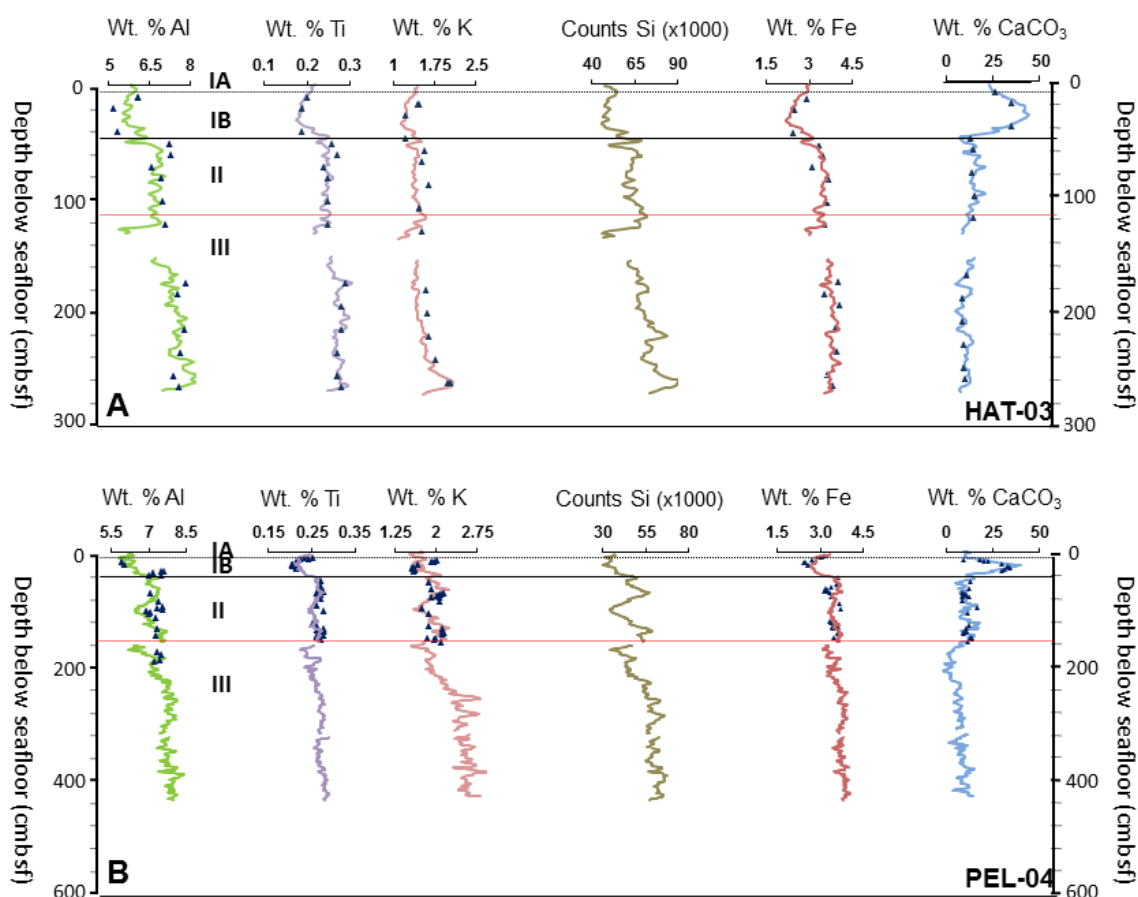 Wt. % Al Wt. % Ti Wt. % K Counts Si (x1000) Wt. % Fe Wt. % CaCO₃
5 6.5 8 0.1 0.2 0.3 1 1.75 2.5 40 65 90 1.5 3 4.5 0 25 50
Depth below seafloor (cmbsf)
0
100
200
300
IA
IB
II
III
0
100
200
300
Depth below seafloor (cmbsf)
A
HAT-03
Wt. % Al Wt. % Ti Wt. % K Counts Si (x1000) Wt. % Fe Wt. % CaCO₃
5.5 7 8.5 0.15 0.25 0.35 1.25 2 2.75 30 55 80 1.5 3.0 4.5 0 25 50
Depth below seafloor (cmbsf)
0
200
400
600
IA
IB
II
III
0
200
400
600
Depth below seafloor (cmbsf)
B
PEL-04